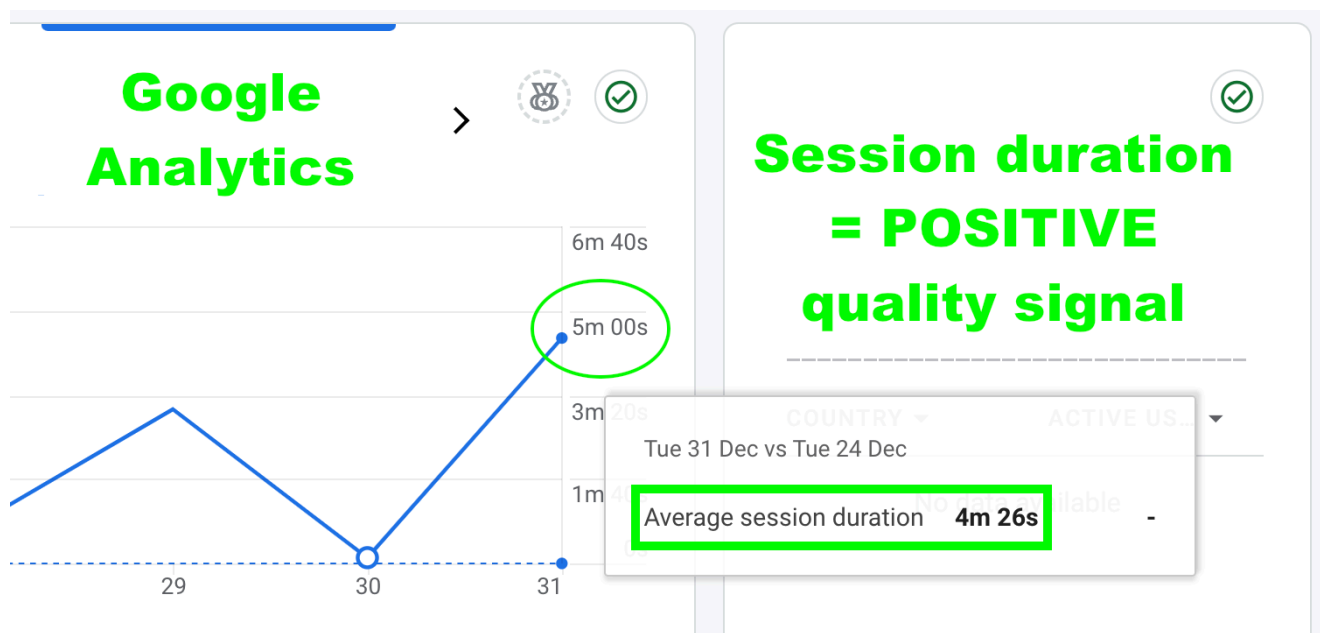 Google
Analytics
Session duration
= POSITIVE
quality signal
6m 40s
5m 00s
3m 20s
1m 40s
COUNTRY
ACTIVE US...
No data available
Tue 31 Dec vs Tue 24 Dec
Average session duration 4m 26s -
29 30 31